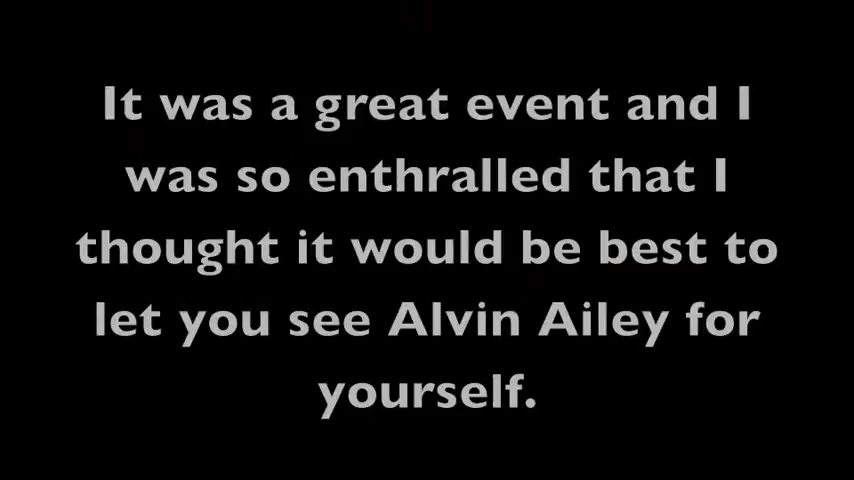 It was a great event and I
was so enthralled that I
thought it would be best to
let you see Alvin Ailey for
yourself.